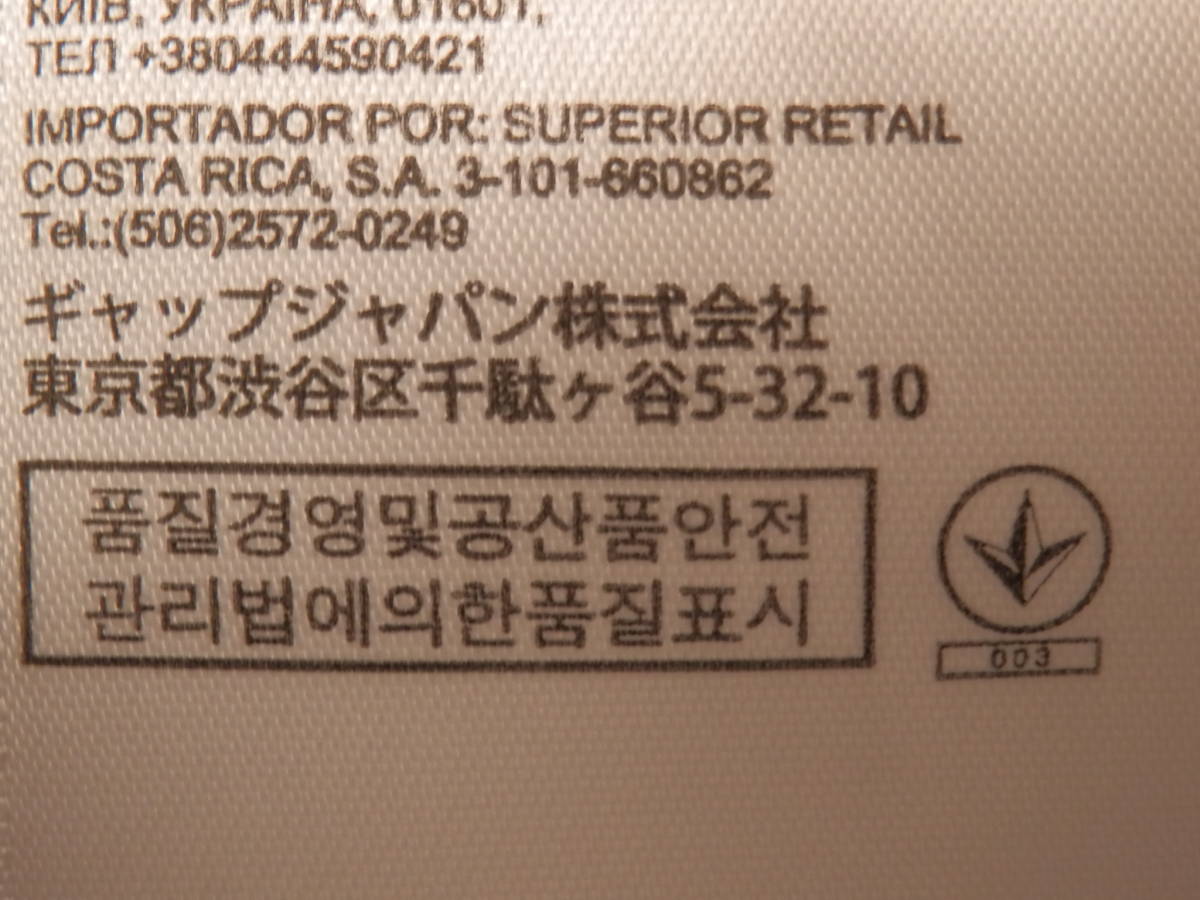 КИЇВ, УКРАЇНА, 01601,
ТЕЛ +380444590421
IMPORTADOR POR: SUPERIOR RETAIL
COSTA RICA, S.A. 3-101-660862
Tel.:(506)2572-0249
ギャップジャパン株式会社
東京都渋谷区千駄ヶ谷5-32-10
품질경영및공산품안전
관리법에의한품질표시
003